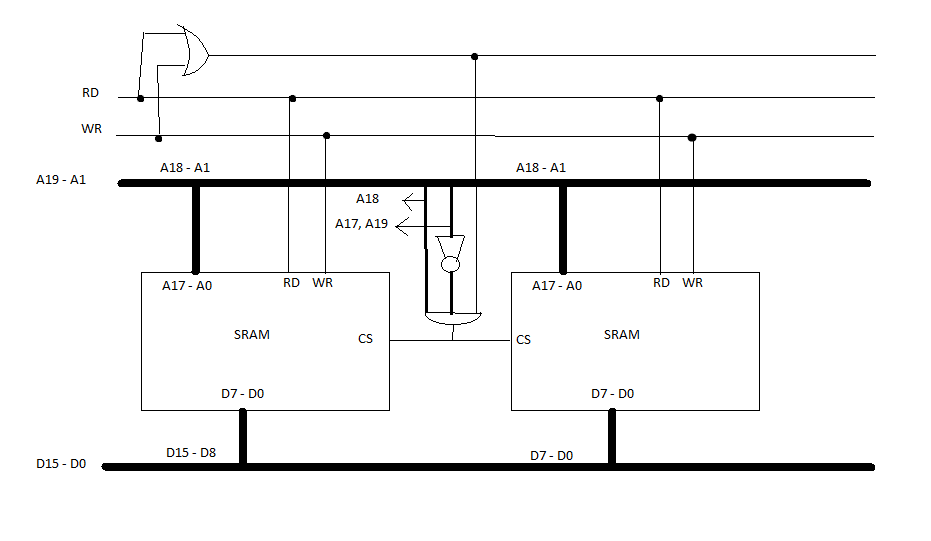 RD
WR
A18 - A1 A18 - A1
A19 - A1
A18
A17, A19
A17 - A0 RD WR A17 - A0 RD WR
SRAM SRAM
CS CS
D7 - D0 D7 - D0
D15 - D8 D7 - D0
D15 - D0